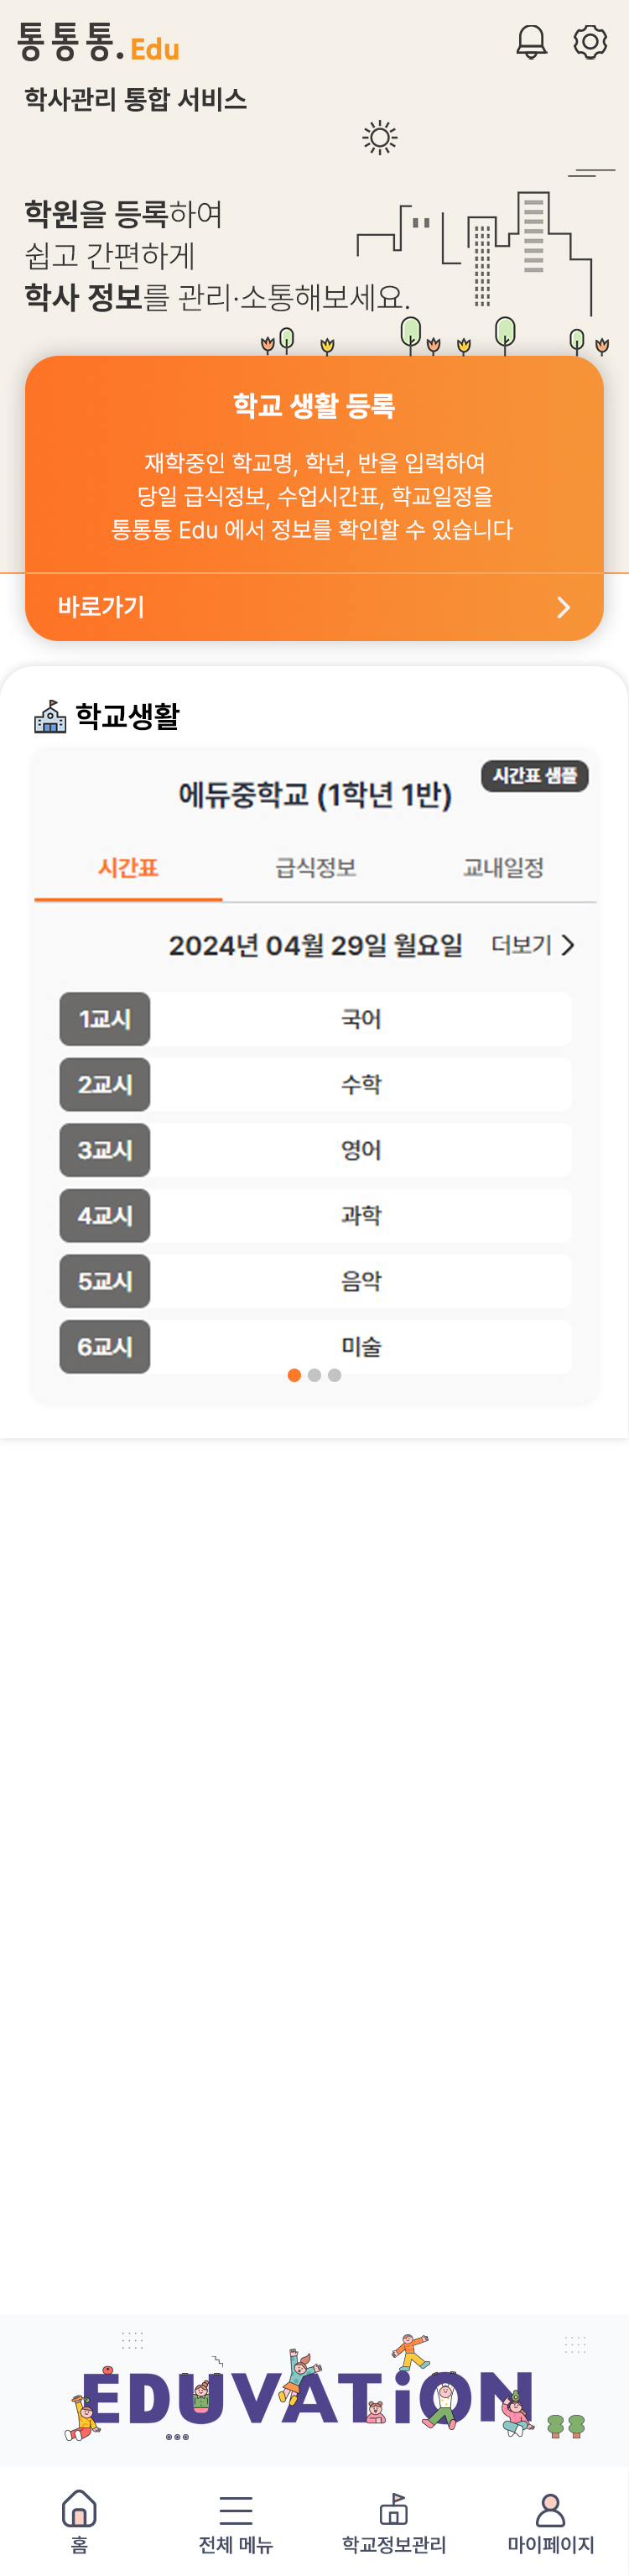 통통통. Edu
학사관리 통합 서비스
학원을 등록하여
쉽고 간편하게
학사 정보를 관리·소통해보세요.
학교 생활 등록
재학중인 학교명, 학년, 반을 입력하여
당일 급식정보, 수업시간표, 학교일정을
통통통 Edu 에서 정보를 확인할 수 있습니다
바로가기
학교생활
시간표 샘플
에듀중학교 (1학년 1반)
시간표 급식정보 교내일정
2024년 04월 29일 월요일 더보기
1교시 국어
2교시 수학
3교시 영어
4교시 과학
5교시 음악
6교시 미술
EDUVATiON
홈 전체 메뉴 학교정보관리 마이페이지